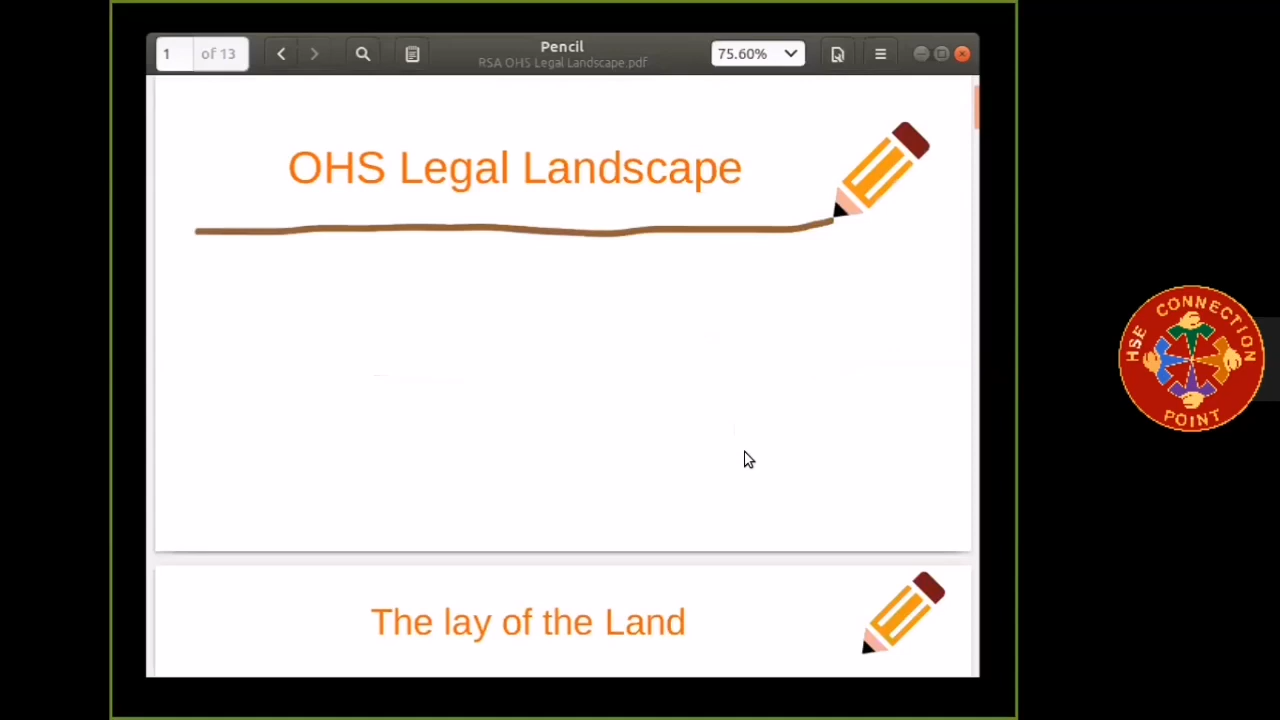 1 of 13
Pencil
RSA OHS Legal Landscape.pdf
75.60%
OHS Legal Landscape
The lay of the Land
HSE CONNECTION
POINT